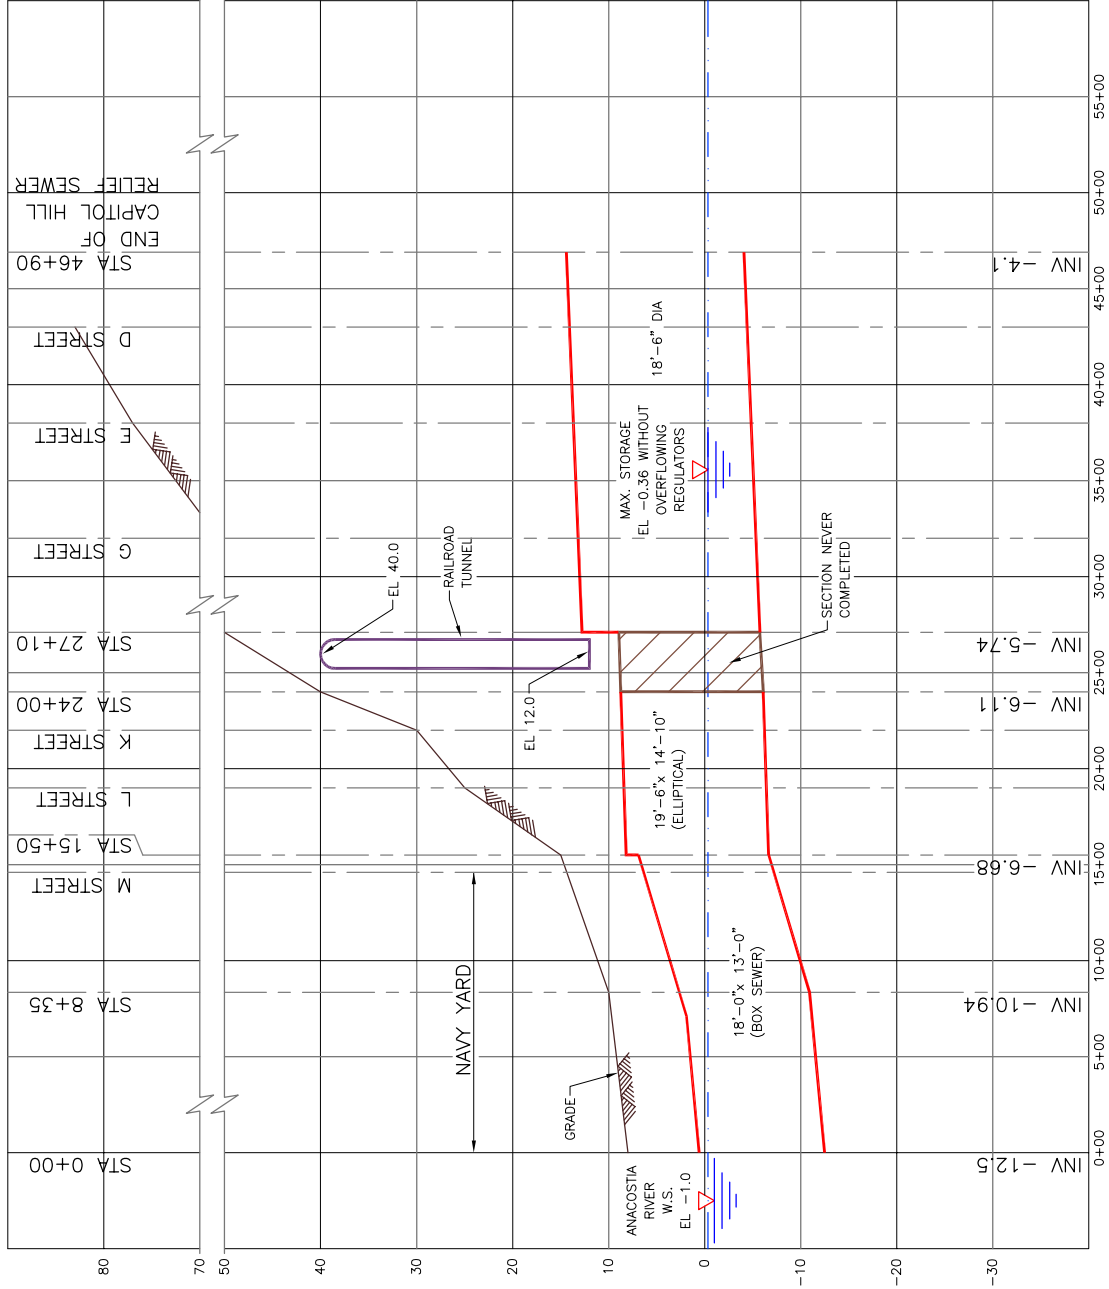 END OF
CAPITOL HILL
RELIEF SEWER
STA 0+00
STA 8+35
M STREET
STA 15+50
L STREET
K STREET
STA 24+00
STA 27+10
G STREET
E STREET
D STREET
STA 46+90
80
70
50
40
30
20
10
0
-10
-20
-30
NAVY YARD
GRADE
ANACOSTIA
RIVER
W.S.
EL -1.0
18'-0"x 13'-0"
(BOX SEWER)
19'-6"x 14'-10"
(ELLIPTICAL)
EL 12.0
EL 40.0
RAILROAD
TUNNEL
SECTION NEVER
COMPLETED
MAX. STORAGE
EL -0.36 WITHOUT
OVERFLOWING
REGULATORS
18'-6" DIA
INV -12.5
INV -10.94
INV -6.68
INV -6.11
INV -5.74
INV -4.1
0+00
5+00
10+00
15+00
20+00
25+00
30+00
35+00
40+00
45+00
50+00
55+00